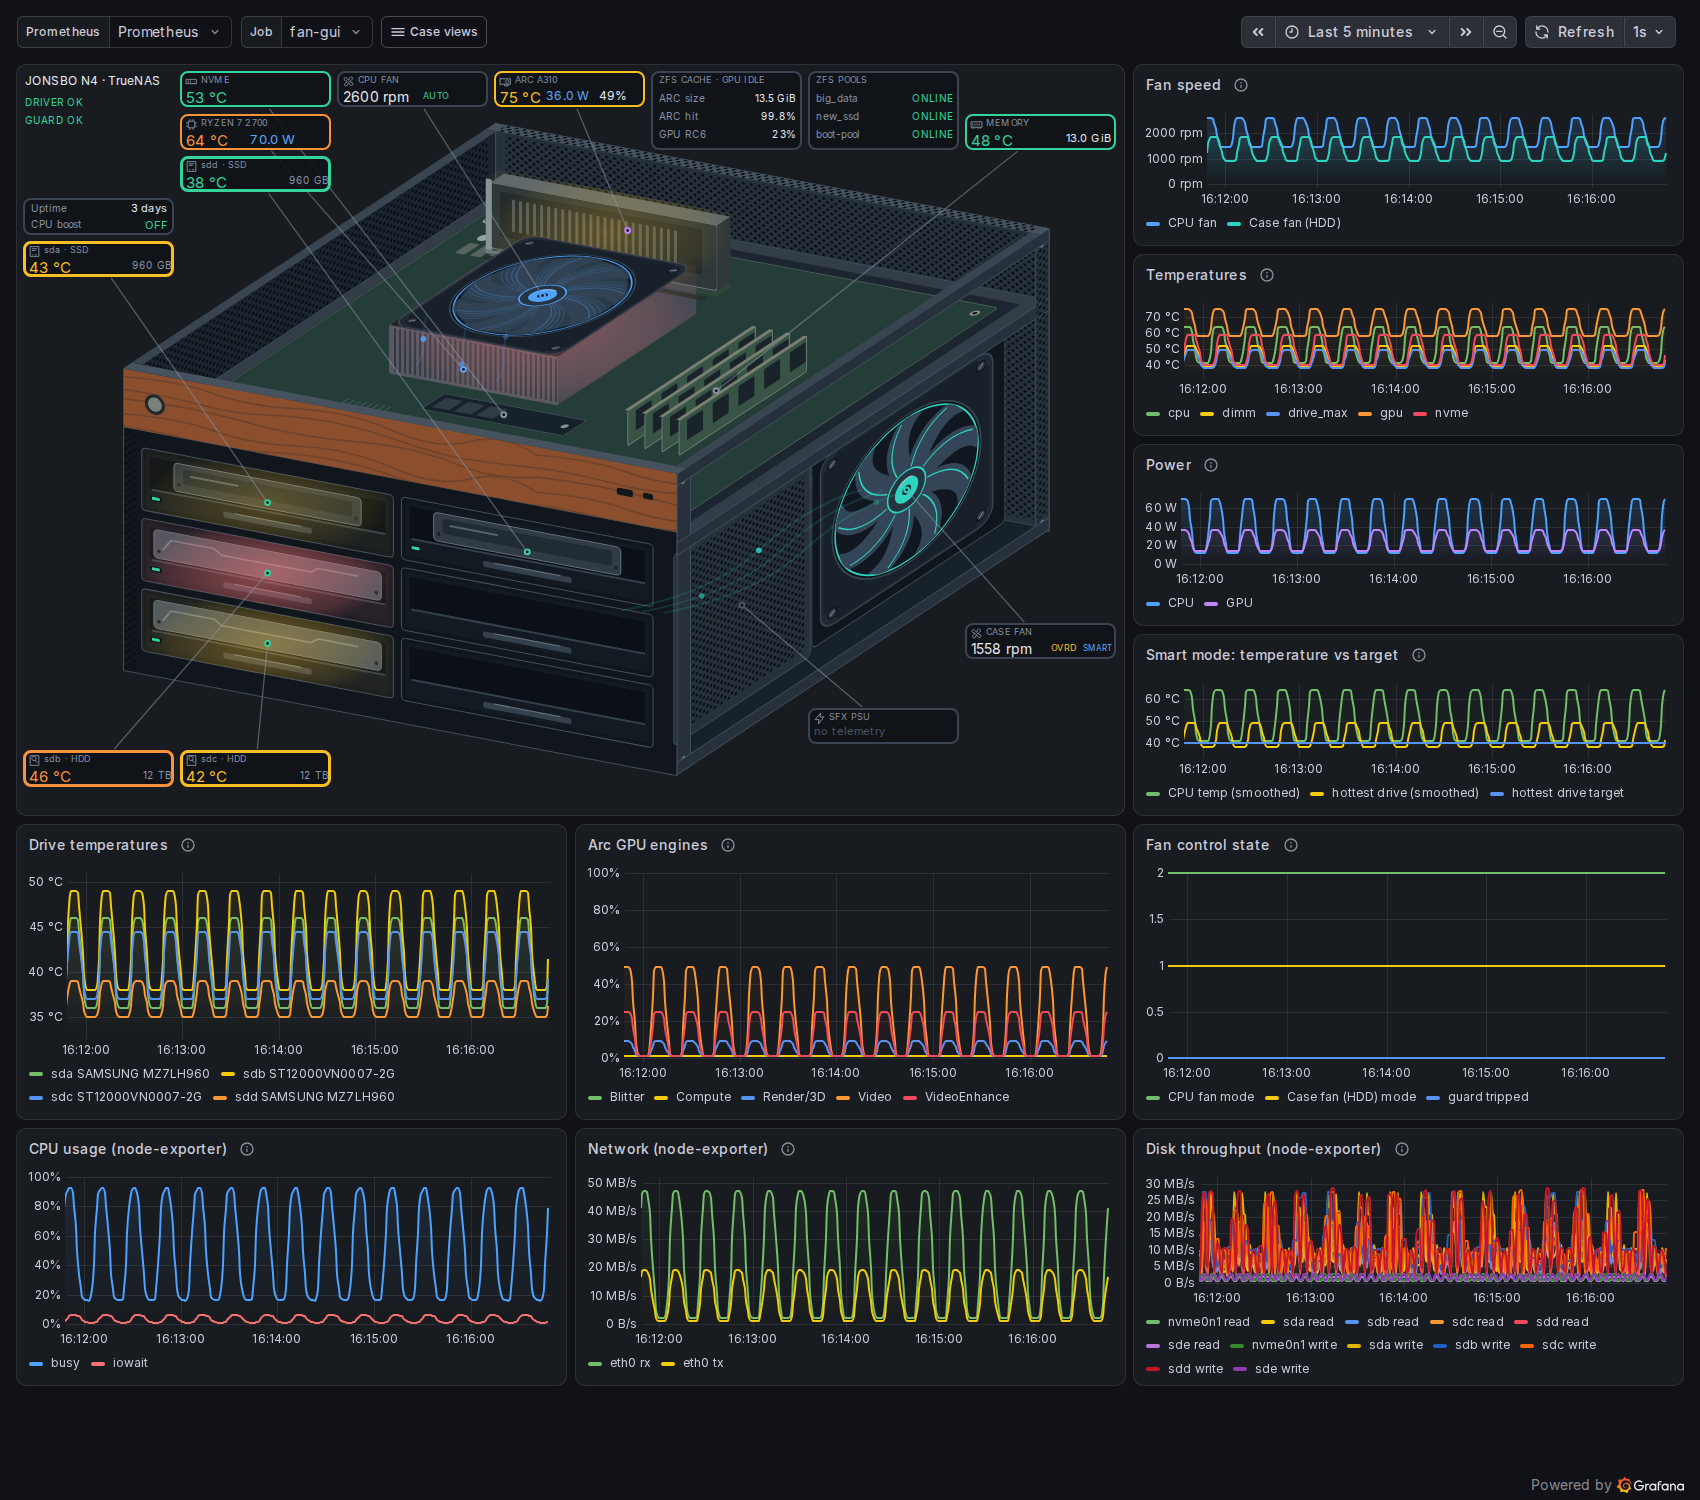 Prometheus Prometheus Job fan-gui Case views Last 5 minutes Refresh 1s
JONSBO N4 · TrueNAS
DRIVER OK
GUARD OK
NVME
53 °C
CPU FAN
2600 rpm AUTO
ARC A310
75 °C 36.0 W 49%
ZFS CACHE · GPU IDLE
ARC size 13.5 GiB
ARC hit 99.8%
GPU RC6 23%
ZFS POOLS
big_data ONLINE
new_ssd ONLINE
boot-pool ONLINE
RYZEN 7 2700
64 °C 70.0 W
MEMORY
48 °C 13.0 GiB
sdd · SSD
38 °C 960 GB
Uptime 3 days
CPU boost OFF
sda · SSD
43 °C 960 GB
CASE FAN
1558 rpm OVRD SMART
SFX PSU
no telemetry
sdb · HDD
46 °C 12 TB
sdc · HDD
42 °C 12 TB
Fan speed
2000 rpm
1000 rpm
0 rpm
16:12:00 16:13:00 16:14:00 16:15:00 16:16:00
CPU fan Case fan (HDD)
Temperatures
70 °C
60 °C
50 °C
40 °C
16:12:00 16:13:00 16:14:00 16:15:00 16:16:00
cpu dimm drive_max gpu nvme
Power
60 W
40 W
20 W
0 W
16:12:00 16:13:00 16:14:00 16:15:00 16:16:00
CPU GPU
Smart mode: temperature vs target
60 °C
50 °C
40 °C
16:12:00 16:13:00 16:14:00 16:15:00 16:16:00
CPU temp (smoothed) hottest drive (smoothed) hottest drive target
Drive temperatures
50 °C
45 °C
40 °C
35 °C
16:12:00 16:13:00 16:14:00 16:15:00 16:16:00
sda SAMSUNG MZ7LH960 sdb ST12000VN0007-2G
sdc ST12000VN0007-2G sdd SAMSUNG MZ7LH960
Arc GPU engines
100%
80%
60%
40%
20%
0%
16:12:00 16:13:00 16:14:00 16:15:00 16:16:00
Blitter Compute Render/3D Video VideoEnhance
Fan control state
2
1.5
1
0.5
0
16:12:00 16:13:00 16:14:00 16:15:00 16:16:00
CPU fan mode Case fan (HDD) mode guard tripped
CPU usage (node-exporter)
100%
80%
60%
40%
20%
0%
16:12:00 16:13:00 16:14:00 16:15:00 16:16:00
busy iowait
Network (node-exporter)
50 MB/s
40 MB/s
30 MB/s
20 MB/s
10 MB/s
0 B/s
16:12:00 16:13:00 16:14:00 16:15:00 16:16:00
eth0 rx eth0 tx
Disk throughput (node-exporter)
30 MB/s
25 MB/s
20 MB/s
15 MB/s
10 MB/s
5 MB/s
0 B/s
16:12:00 16:13:00 16:14:00 16:15:00 16:16:00
nvme0n1 read sda read sdb read sdc read sdd read
sde read nvme0n1 write sda write sdb write sdc write
sdd write sde write
Powered by Grafana